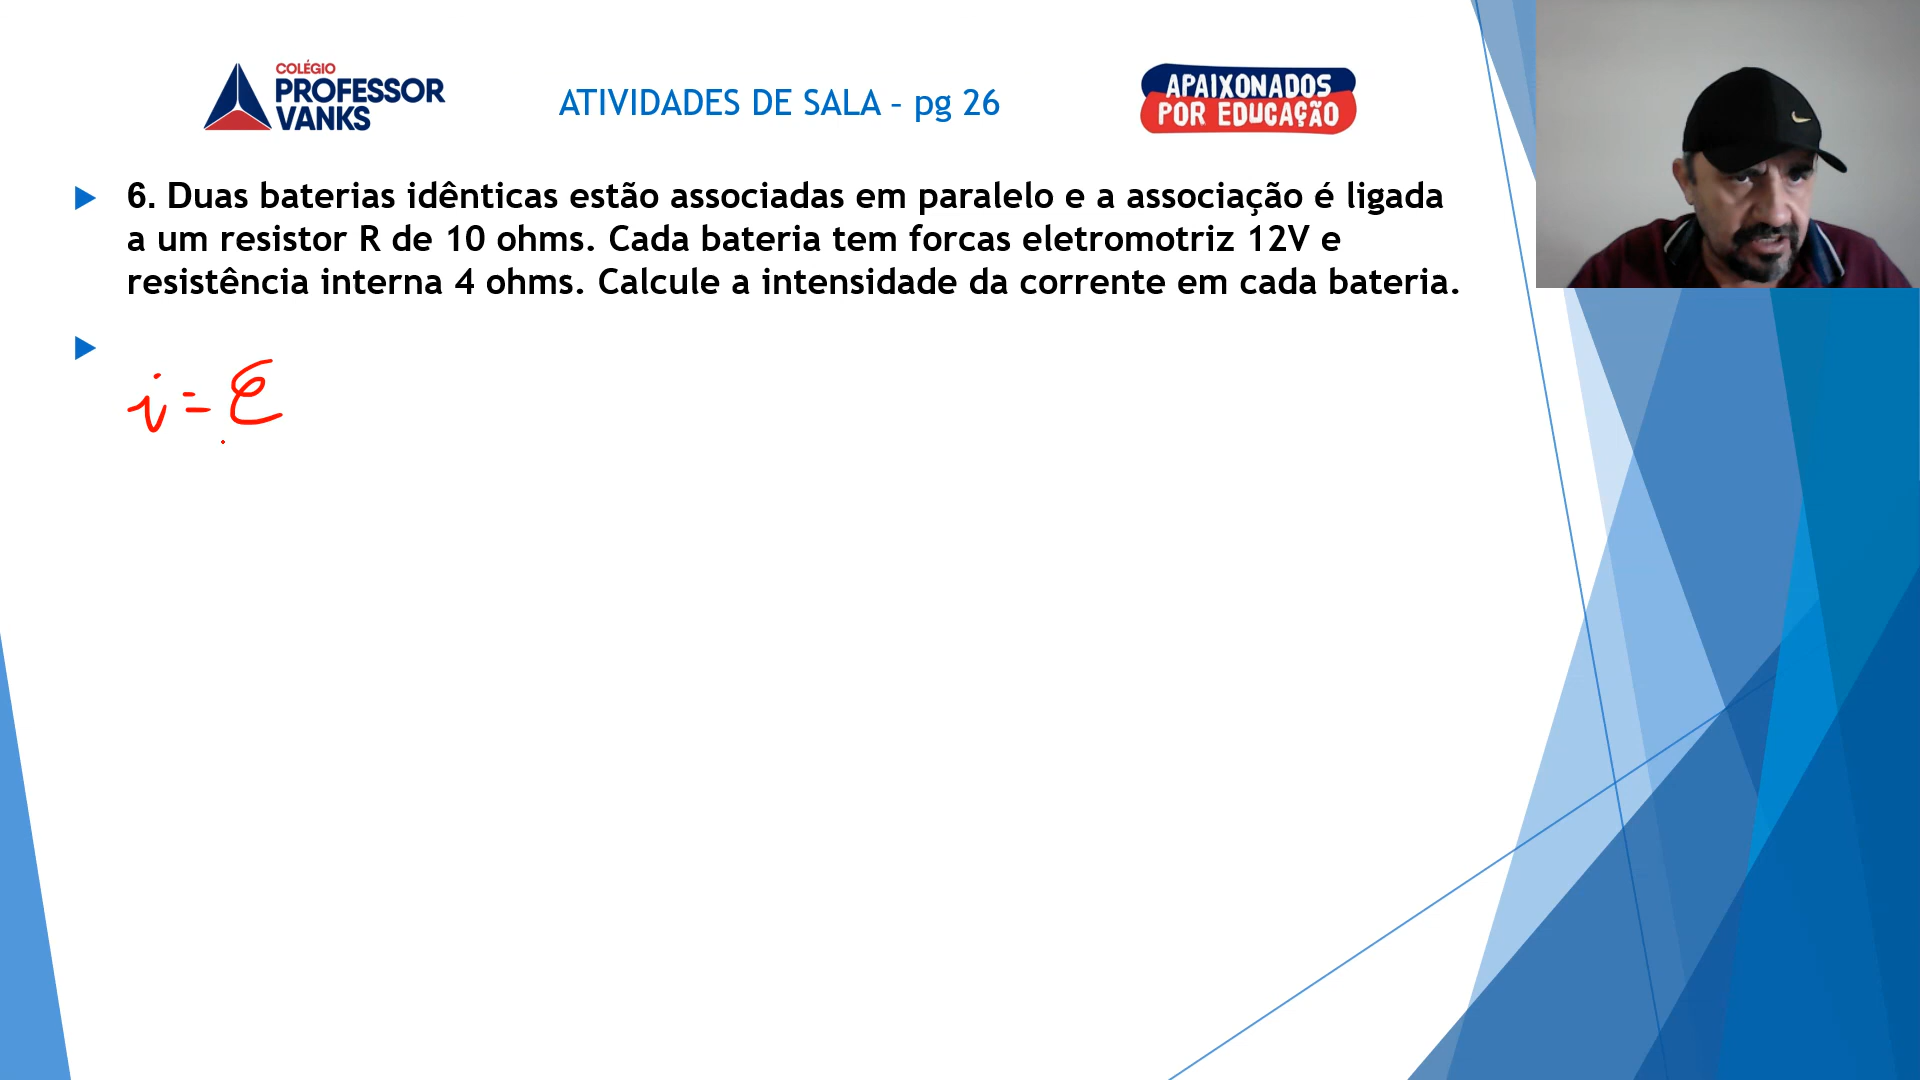 COLÉGIO
PROFESSOR
VANKS
ATIVIDADES DE SALA – pg 26
APAIXONADOS
POR EDUCAÇÃO
6. Duas baterias idênticas estão associadas em paralelo e a associação é ligada
a um resistor R de 10 ohms. Cada bateria tem forcas eletromotriz 12V e
resistência interna 4 ohms. Calcule a intensidade da corrente em cada bateria.
i = E